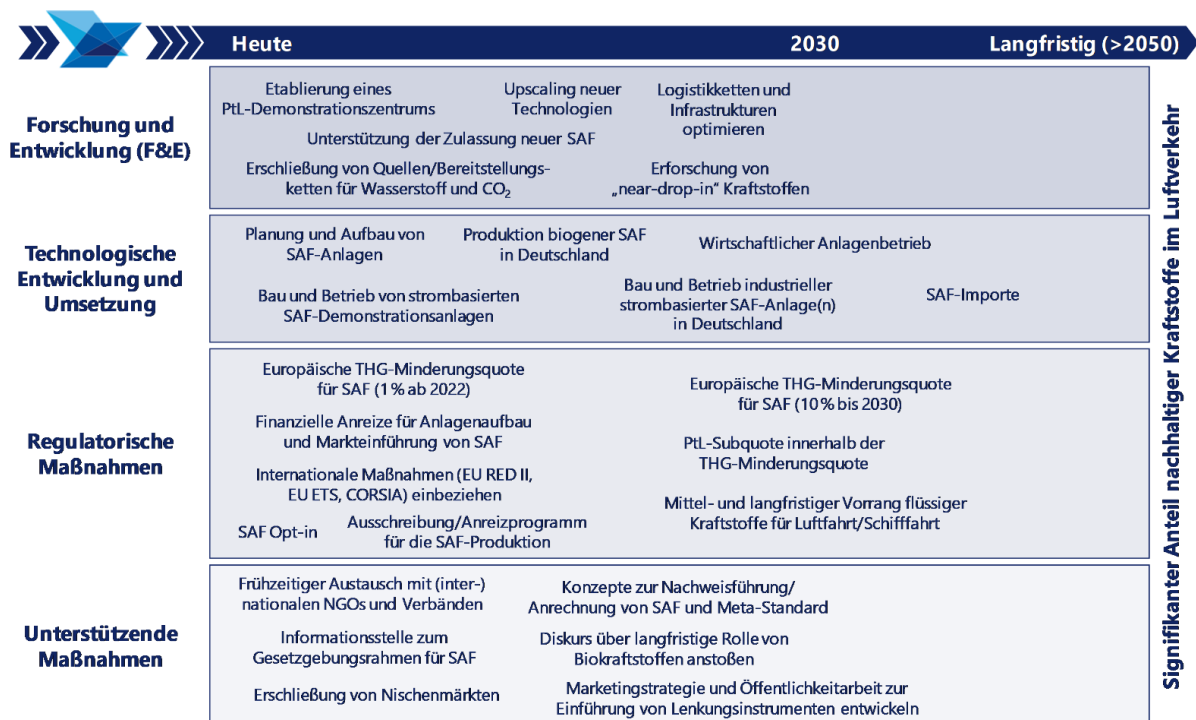 Heute
2030
Langfristig (>2050)
Forschung und
Entwicklung (F&E)
Etablierung eines
PtL-Demonstrationszentrums
Upscaling neuer
Technologien
Logistikketten und
Infrastrukturen
optimieren
Unterstützung der Zulassung neuer SAF
Erschließung von Quellen/Bereitstellungs-
ketten für Wasserstoff und CO₂
Erforschung von
„near-drop-in“ Kraftstoffen
Technologische
Entwicklung und
Umsetzung
Planung und Aufbau von
SAF-Anlagen
Produktion biogener SAF
in Deutschland
Wirtschaftlicher Anlagenbetrieb
Bau und Betrieb von strombasierten
SAF-Demonstrationsanlagen
Bau und Betrieb industrieller
strombasierter SAF-Anlage(n)
in Deutschland
SAF-Importe
Regulatorische
Maßnahmen
Europäische THG-Minderungsquote
für SAF (1 % ab 2022)
Europäische THG-Minderungsquote
für SAF (10 % bis 2030)
Finanzielle Anreize für Anlagenaufbau
und Markteinführung von SAF
PtL-Subquote innerhalb der
THG-Minderungsquote
Internationale Maßnahmen (EU RED II,
EU ETS, CORSIA) einbeziehen
Mittel- und langfristiger Vorrang flüssiger
Kraftstoffe für Luftfahrt/Schifffahrt
SAF Opt-in
Ausschreibung/Anreizprogramm
für die SAF-Produktion
Unterstützende
Maßnahmen
Frühzeitiger Austausch mit (inter-)
nationalen NGOs und Verbänden
Konzepte zur Nachweisführung/
Anrechnung von SAF und Meta-Standard
Informationsstelle zum
Gesetzgebungsrahmen für SAF
Diskurs über langfristige Rolle von
Biokraftstoffen anstoßen
Erschließung von Nischenmärkten
Marketingstrategie und Öffentlichkeitarbeit zur
Einführung von Lenkungsinstrumenten entwickeln
Signifikanter Anteil nachhaltiger Kraftstoffe im Luftverkehr